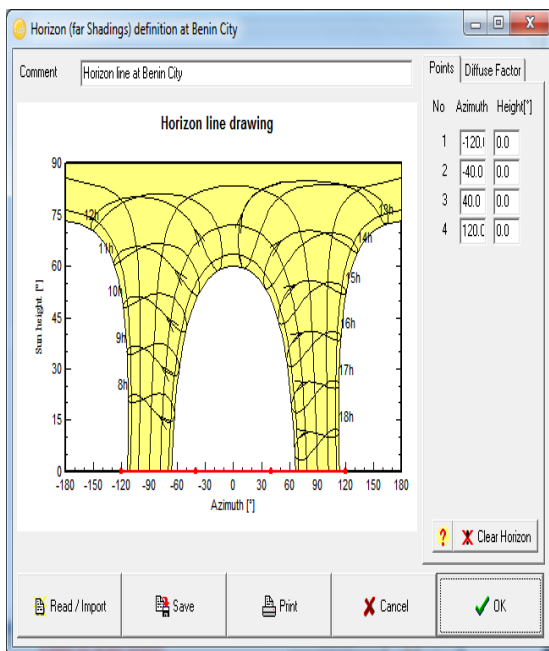 Horizon (far Shadings) definition at Benin City
Comment Horizon line at Benin City
Points Diffuse Factor
No Azimuth Height[°]
1 -120. 0.0
2 -40.0 0.0
3 40.0 0.0
4 120.0 0.0
Horizon line drawing
90
75
60
45
30
15
0
Sun height. [°]
12h
11h
10h
9h
8h
13h
14h
15h
16h
17h
18h
-180 -150 -120 -90 -60 -30 0 30 60 90 120 150 180
Azimuth [°]
? Clear Horizon
Read / Import Save Print Cancel OK